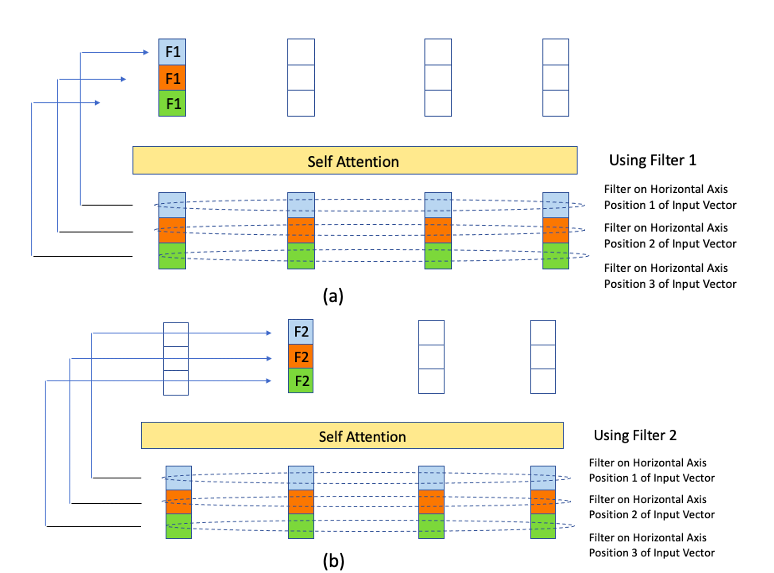 F1
F1
F1
Self Attention
Using Filter 1
Filter on Horizontal Axis
Position 1 of Input Vector
Filter on Horizontal Axis
Position 2 of Input Vector
Filter on Horizontal Axis
Position 3 of Input Vector
(a)
F2
F2
F2
Self Attention
Using Filter 2
Filter on Horizontal Axis
Position 1 of Input Vector
Filter on Horizontal Axis
Position 2 of Input Vector
Filter on Horizontal Axis
Position 3 of Input Vector
(b)